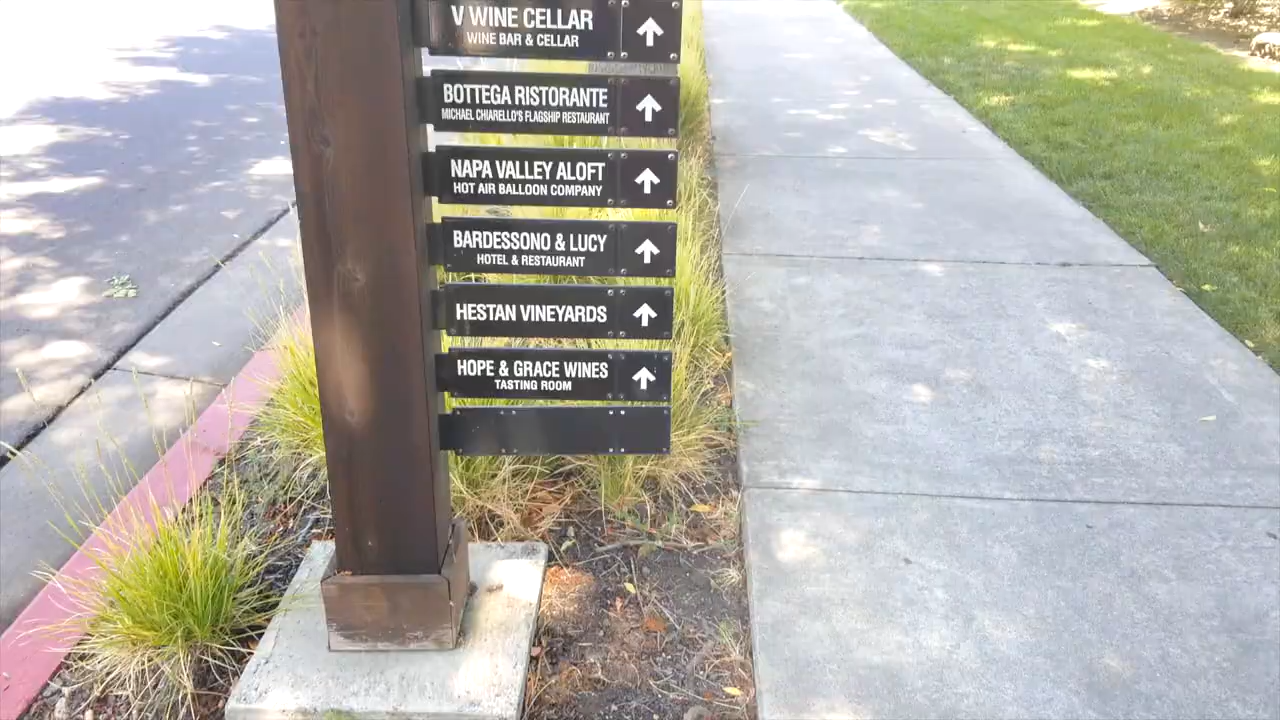 V WINE CELLAR
WINE BAR & CELLAR
BOTTEGA RISTORANTE
MICHAEL CHIARELLO'S FLAGSHIP RESTAURANT
NAPA VALLEY ALOFT
HOT AIR BALLOON COMPANY
BARDESSONO & LUCY
HOTEL & RESTAURANT
HESTAN VINEYARDS
HOPE & GRACE WINES
TASTING ROOM